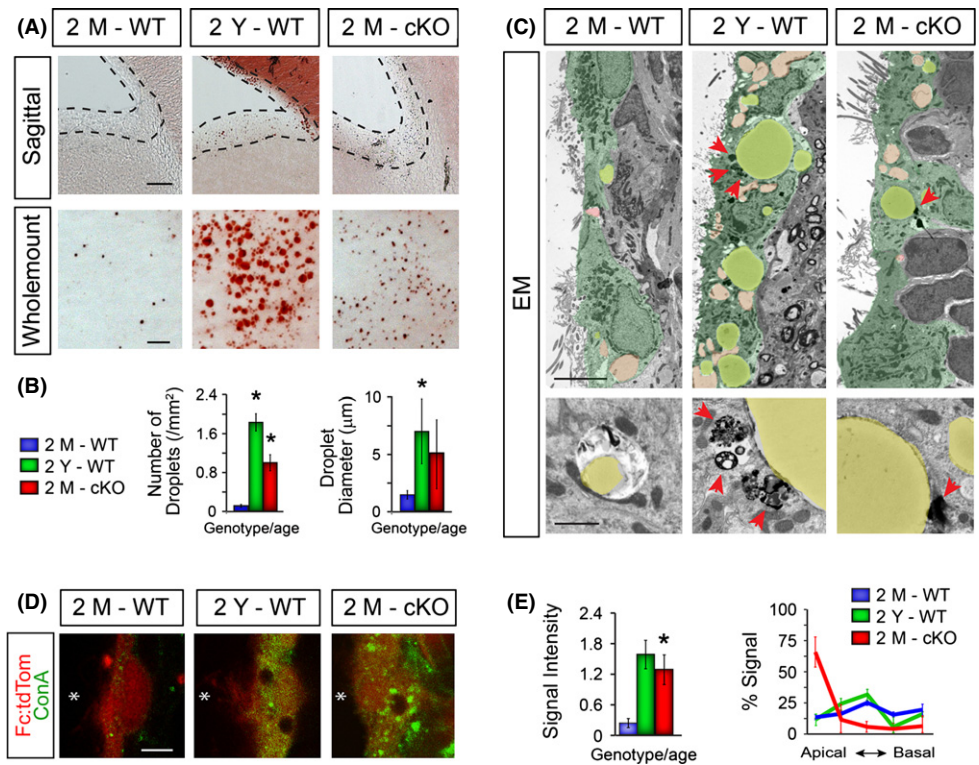 (A)
2 M - WT
2 Y - WT
2 M - cKO
Sagittal
Wholemount
(B)
2 M - WT
2 Y - WT
2 M - cKO
Number of
Droplets (/mm²)
2.4
1.6
0.8
0
*
*
Genotype/age
Droplet
Diameter (µm)
10
5
0
*
Genotype/age
(C)
2 M - WT
2 Y - WT
2 M - cKO
EM
(D)
2 M - WT
2 Y - WT
2 M - cKO
Fc:tdTom
ConA
*
*
*
(E)
Signal Intensity
2.4
1.8
1.2
0.6
0
*
Genotype/age
2 M - WT
2 Y - WT
2 M - cKO
% Signal
100
75
50
25
0
Apical ↔ Basal